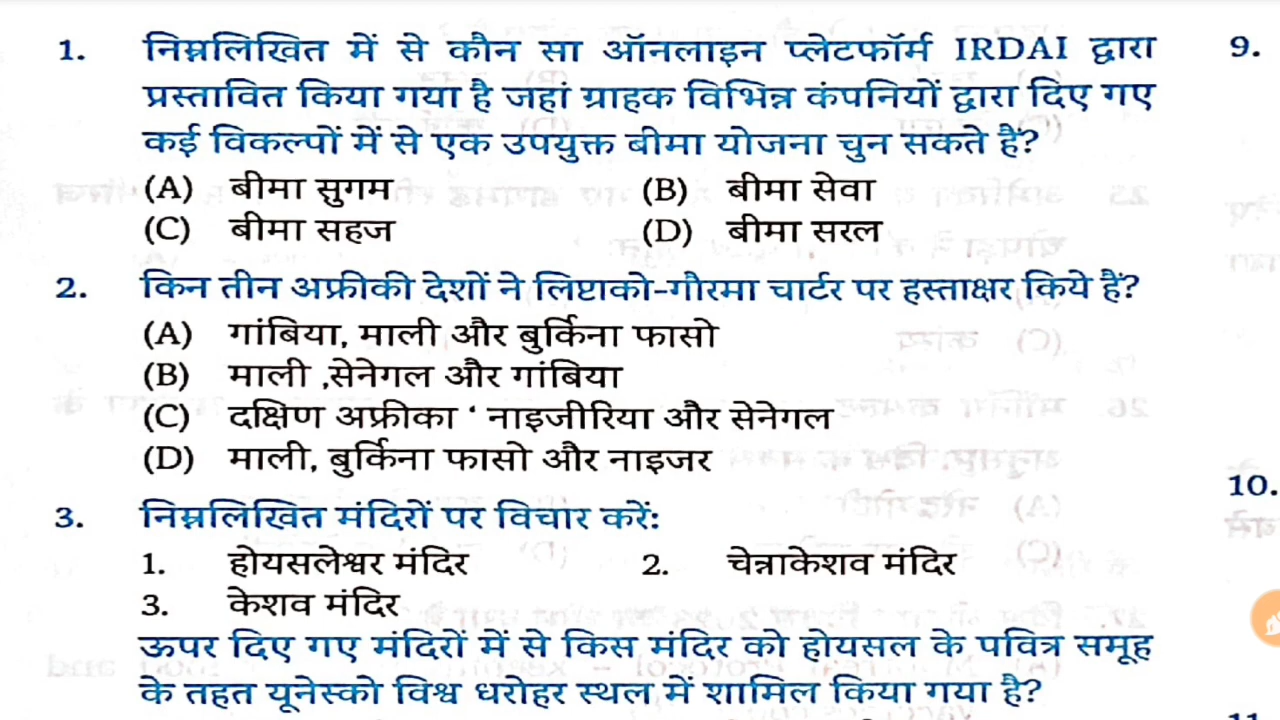 1. निम्नलिखित में से कौन सा ऑनलाइन प्लेटफॉर्म IRDAI द्वारा
प्रस्तावित किया गया है जहां ग्राहक विभिन्न कंपनियों द्वारा दिए गए
कई विकल्पों में से एक उपयुक्त बीमा योजना चुन सकते हैं?
(A) बीमा सुगम (B) बीमा सेवा
(C) बीमा सहज (D) बीमा सरल
2. किन तीन अफ्रीकी देशों ने लिप्टाको-गौरमा चार्टर पर हस्ताक्षर किये हैं?
(A) गांबिया, माली और बुर्किना फासो
(B) माली ,सेनेगल और गांबिया
(C) दक्षिण अफ्रीका ‘ नाइजीरिया और सेनेगल
(D) माली, बुर्किना फासो और नाइजर
3. निम्नलिखित मंदिरों पर विचार करें:
1. होयसलेश्वर मंदिर 2. चेन्नाकेशव मंदिर
3. केशव मंदिर
ऊपर दिए गए मंदिरों में से किस मंदिर को होयसल के पवित्र समूह
के तहत यूनेस्को विश्व धरोहर स्थल में शामिल किया गया है?
9.
10.